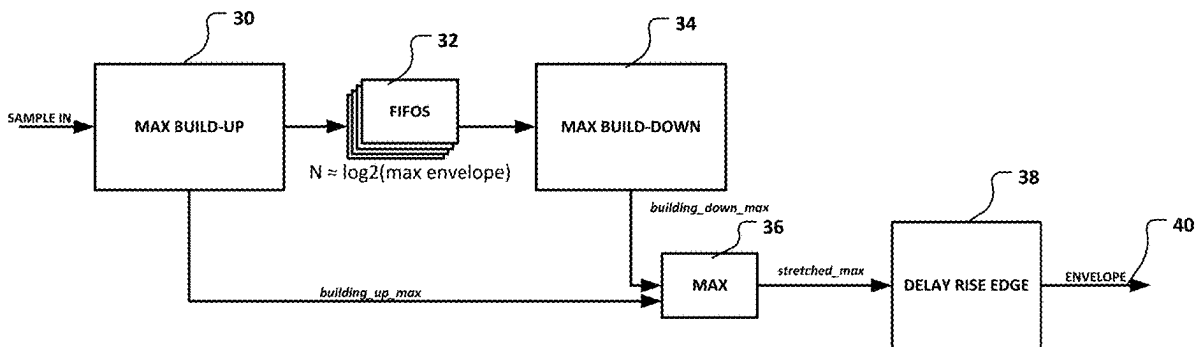 30
32
34
SAMPLE IN
MAX BUILD-UP
FIFOS
MAX BUILD-DOWN
N ≈ log2(max envelope)
building_down_max
36
38
40
building_up_max
MAX
stretched_max
DELAY RISE EDGE
ENVELOPE